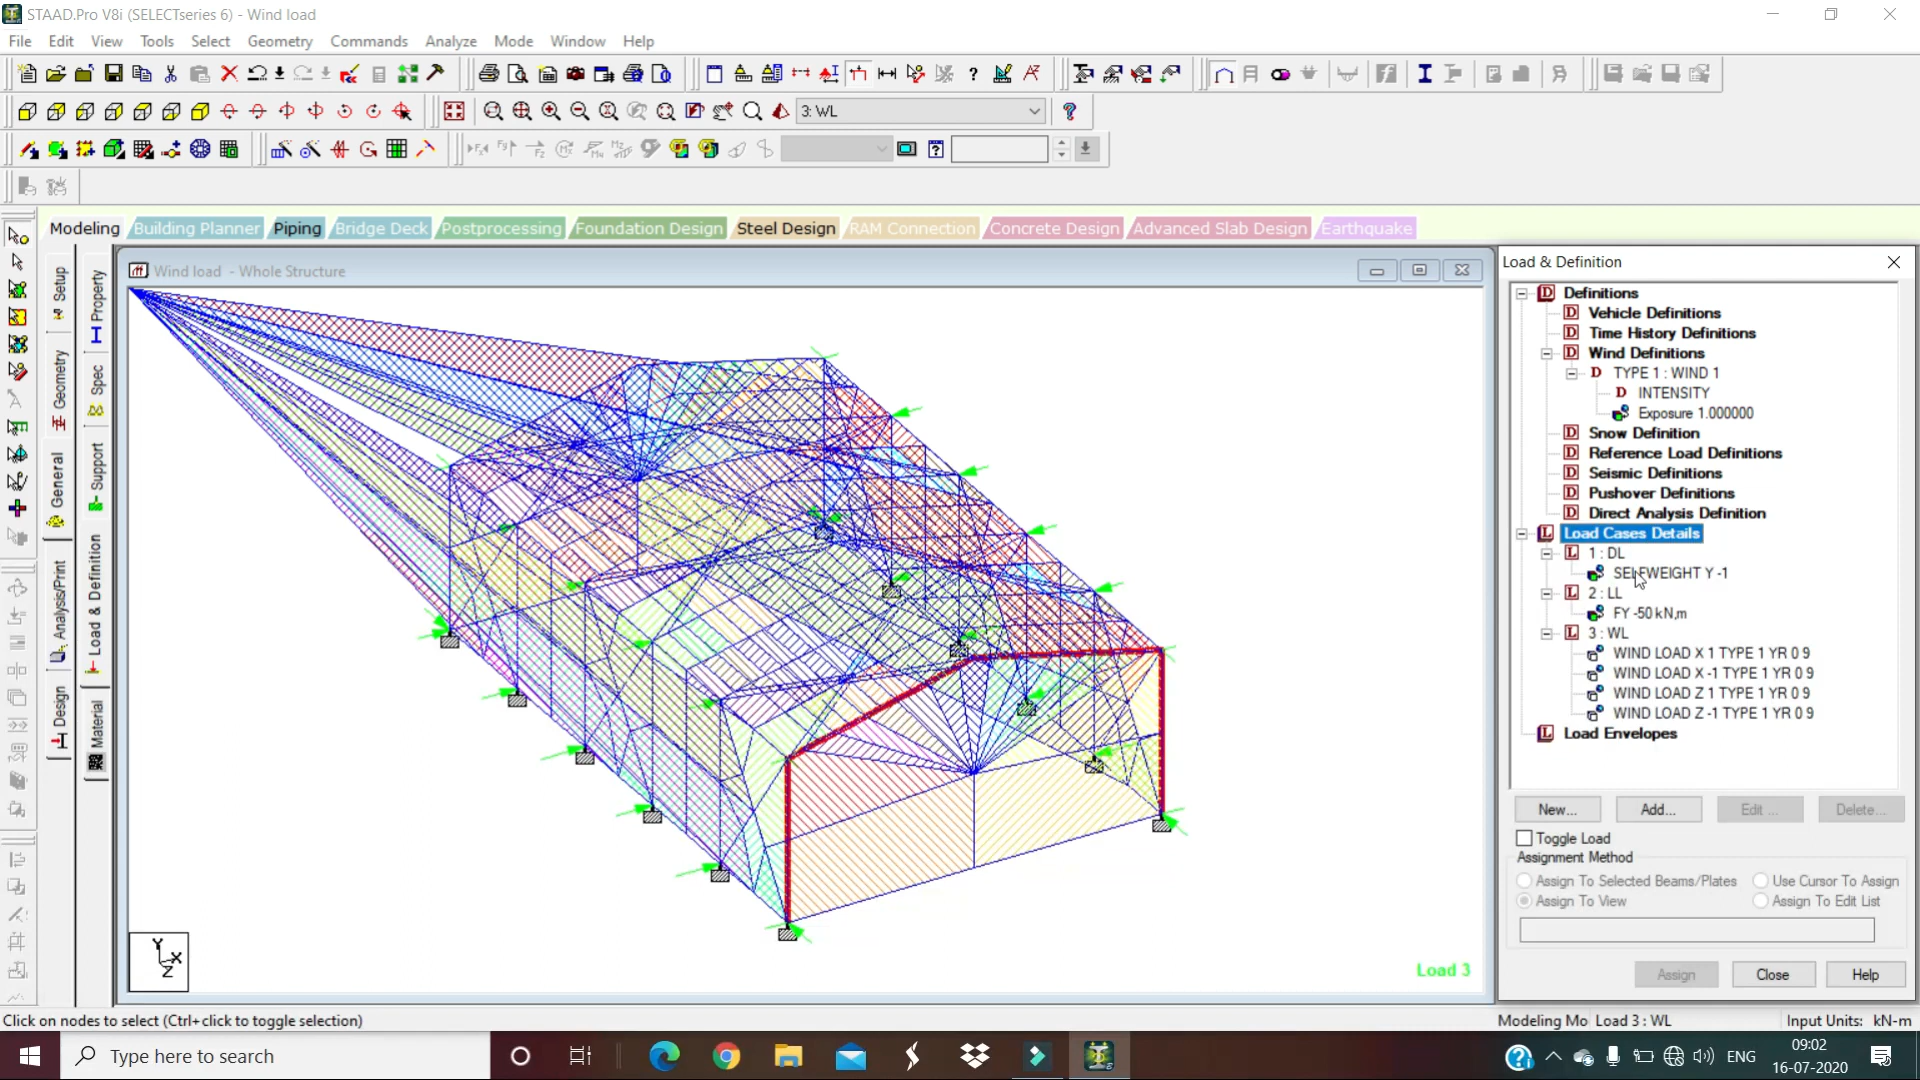 STAAD.Pro V8i (SELECTseries 6) - Wind load
File Edit View Tools Select Geometry Commands Analyze Mode Window Help
3: WL
Modeling Building Planner Piping Bridge Deck Postprocessing Foundation Design Steel Design RAM Connection Concrete Design Advanced Slab Design Earthquake
Setup
Geometry
General
Analysis/Print
Design
Property
Spec
Support
Load & Definition
Material
Wind load - Whole Structure
Load 3
Y
X
Z
Load & Definition
Definitions
Vehicle Definitions
Time History Definitions
Wind Definitions
TYPE 1 : WIND 1
INTENSITY
Exposure 1.000000
Snow Definition
Reference Load Definitions
Seismic Definitions
Pushover Definitions
Direct Analysis Definition
Load Cases Details
1 : DL
SELFWEIGHT Y -1
2 : LL
FY -50 kN,m
3 : WL
WIND LOAD X 1 TYPE 1 YR 0 9
WIND LOAD X -1 TYPE 1 YR 0 9
WIND LOAD Z 1 TYPE 1 YR 0 9
WIND LOAD Z -1 TYPE 1 YR 0 9
Load Envelopes
New... Add... Edit ... Delete...
Toggle Load
Assignment Method
Assign To Selected Beams/Plates Use Cursor To Assign
Assign To View Assign To Edit List
Assign Close Help
Click on nodes to select (Ctrl+click to toggle selection) Modeling Mo Load 3 : WL Input Units: kN-m
Type here to search
ENG
09:02
16-07-2020